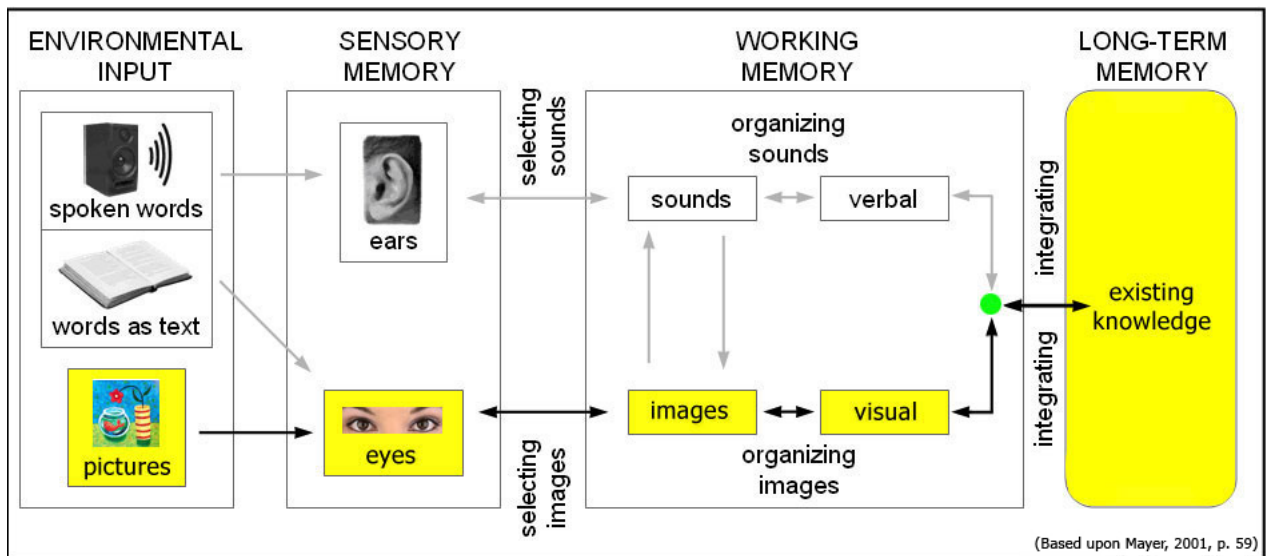 ENVIRONMENTAL
INPUT
SENSORY
MEMORY
WORKING
MEMORY
LONG-TERM
MEMORY
spoken words
words as text
pictures
ears
eyes
selecting
sounds
selecting
images
organizing
sounds
sounds
verbal
images
visual
organizing
images
integrating
integrating
existing
knowledge
(Based upon Mayer, 2001, p. 59)